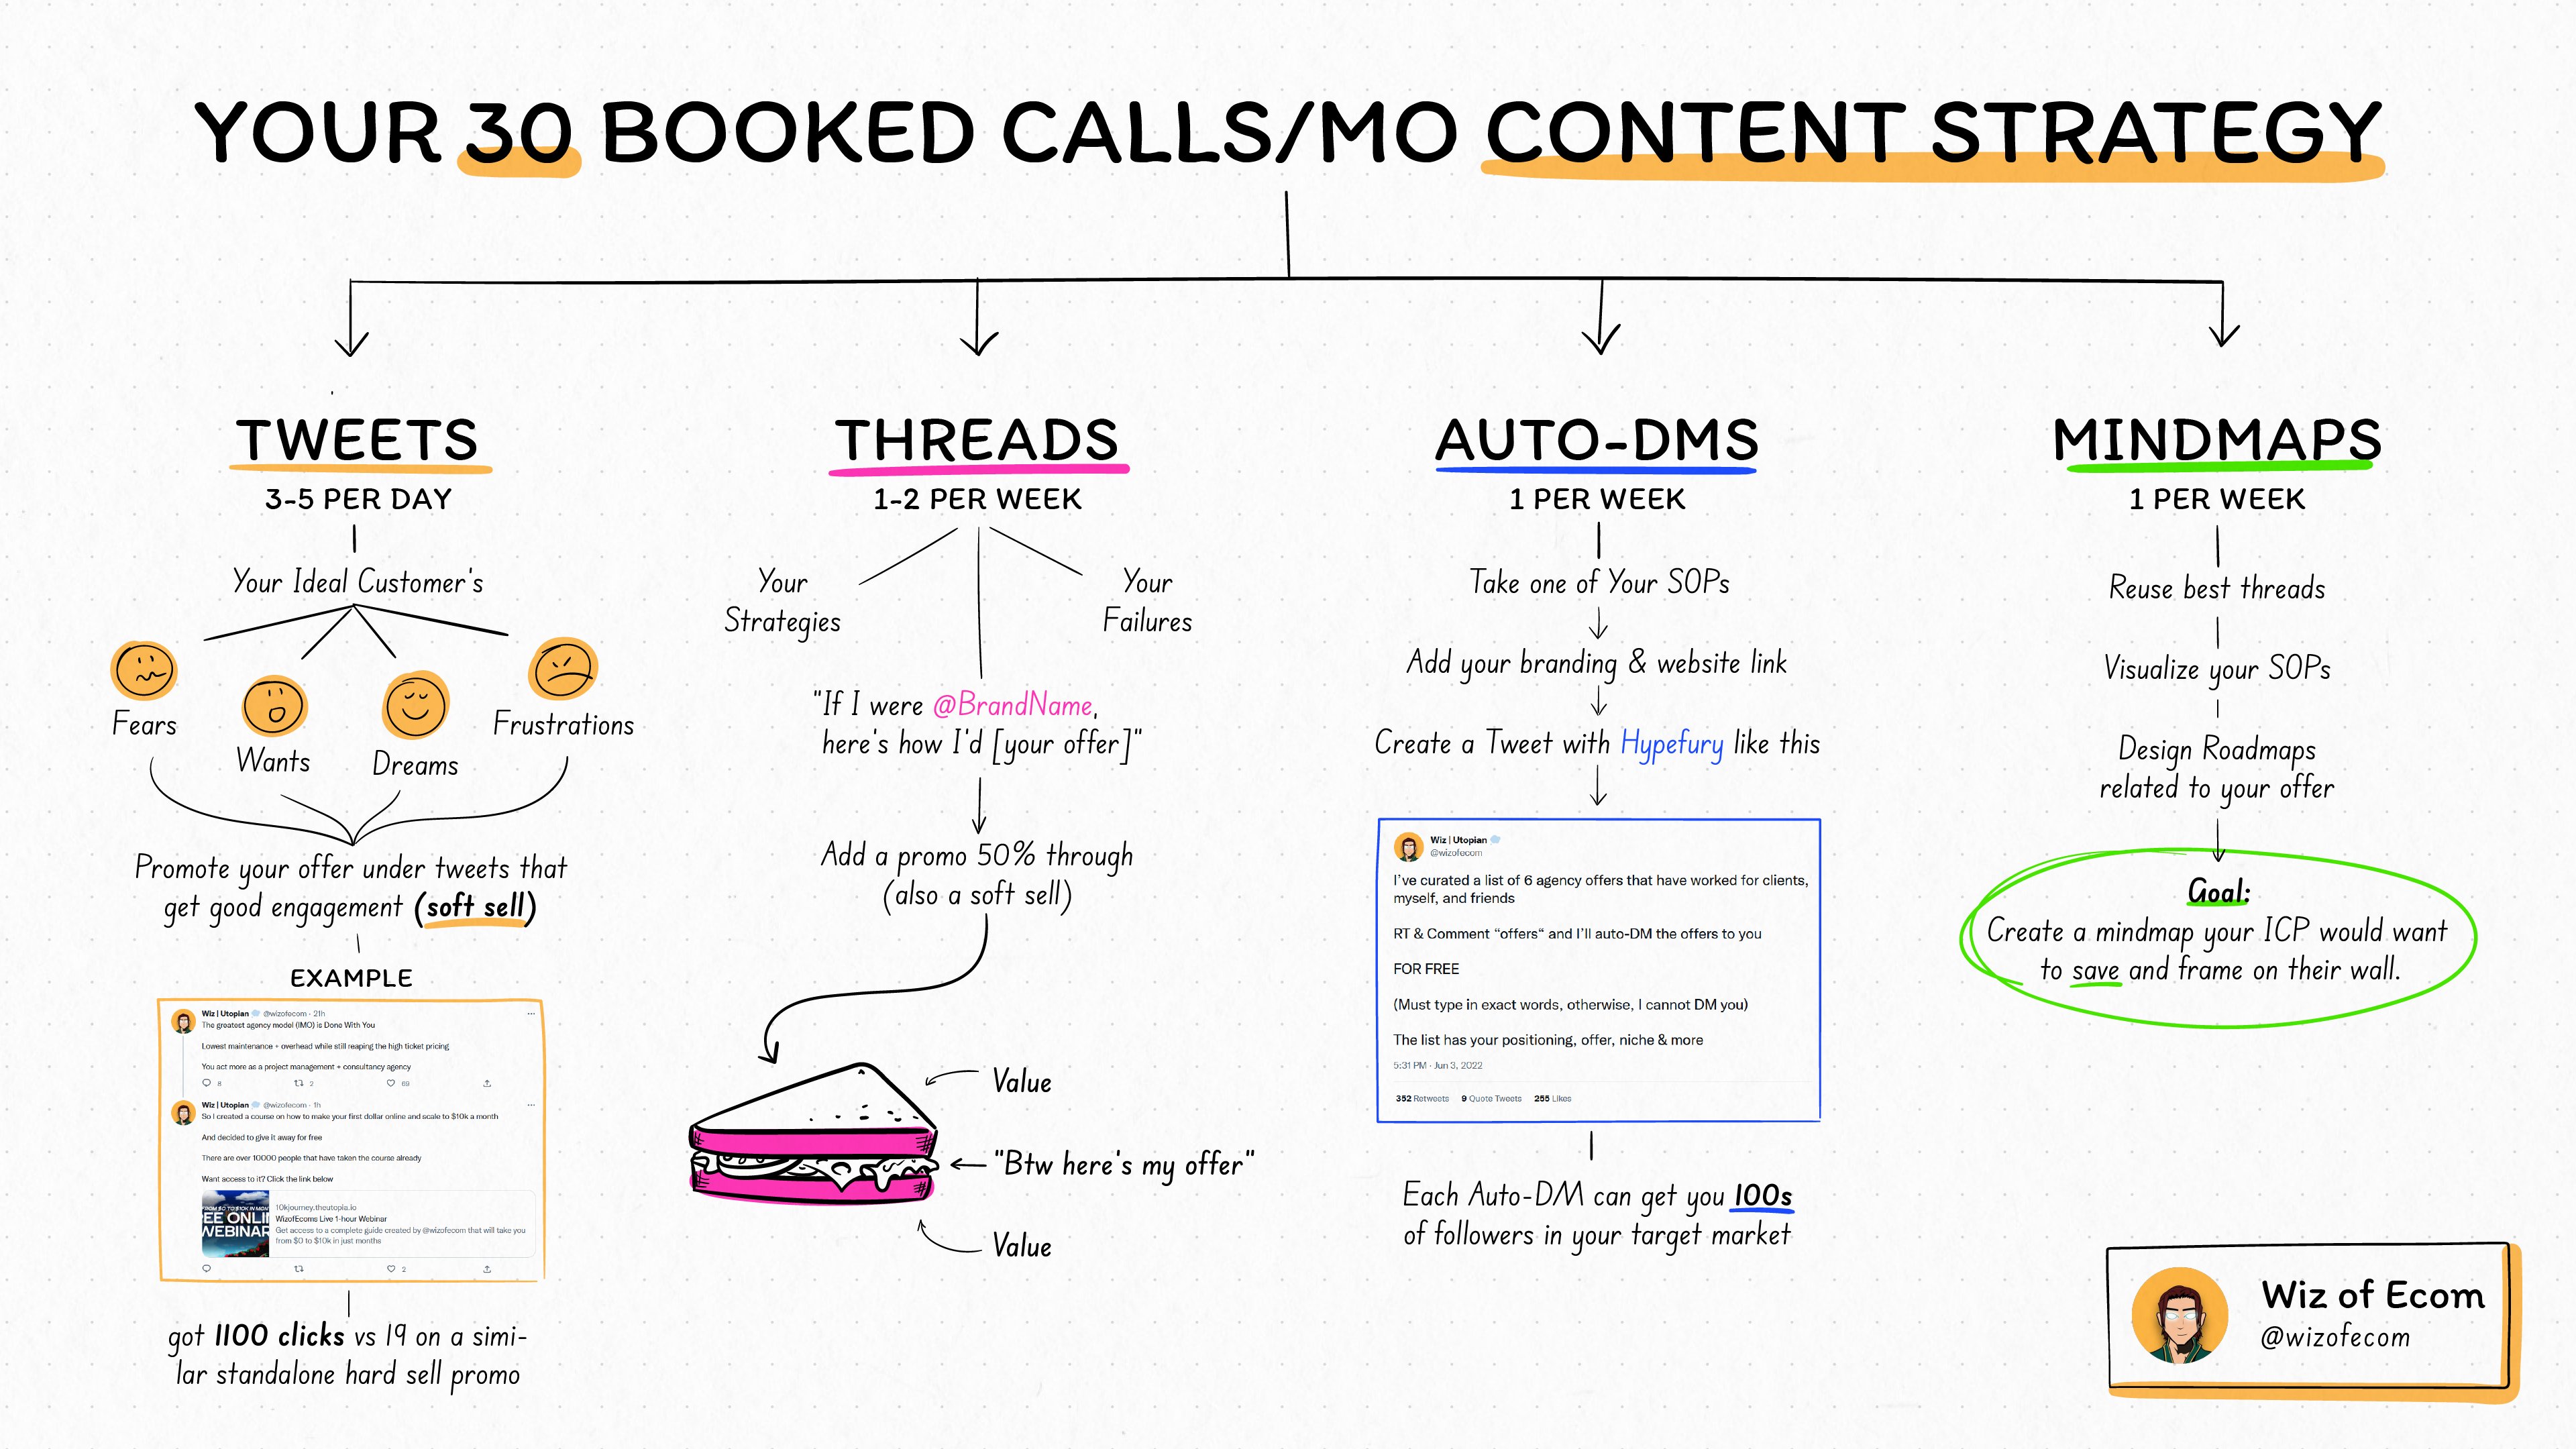 YOUR 30 BOOKED CALLS/MO CONTENT STRATEGY
TWEETS
3-5 PER DAY
Your Ideal Customer's
Fears
Wants
Dreams
Frustrations
Promote your offer under tweets that
get good engagement (soft sell)
EXAMPLE
Wiz | Utopian @wizofecom · 21h
The greatest agency model (IMO) is Done With You
Lowest maintenance + overhead while still reaping the high ticket pricing
You act more as a project management + consultancy agency
8 2 69
Wiz | Utopian @wizofecom · 1h
So I created a course on how to make your first dollar online and scale to $10k a month
And decided to give it away for free
There are over 10000 people that have taken the course already
Want access to it? Click the link below
FROM $0 TO $10K IN MON
EE ONLI
WEBINAR
10kjourney.theutopia.io
WizofEcoms Live 1-hour Webinar
Get access to a complete guide created by @wizofecom that will take you
from $0 to $10k in just months
2
got 1100 clicks vs 19 on a simi-
lar standalone hard sell promo
THREADS
1-2 PER WEEK
Your
Strategies
Your
Failures
"If I were @BrandName,
here's how I'd [your offer]"
Add a promo 50% through
(also a soft sell)
Value
"Btw here's my offer"
Value
AUTO-DMS
1 PER WEEK
Take one of Your SOPs
Add your branding & website link
Create a Tweet with Hypefury like this
Wiz | Utopian
@wizofecom
I've curated a list of 6 agency offers that have worked for clients,
myself, and friends
RT & Comment "offers" and I'll auto-DM the offers to you
FOR FREE
(Must type in exact words, otherwise, I cannot DM you)
The list has your positioning, offer, niche & more
5:31 PM · Jun 3, 2022
352 Retweets 9 Quote Tweets 255 Likes
Each Auto-DM can get you 100s
of followers in your target market
MINDMAPS
1 PER WEEK
Reuse best threads
Visualize your SOPs
Design Roadmaps
related to your offer
Goal:
Create a mindmap your ICP would want
to save and frame on their wall.
Wiz of Ecom
@wizofecom